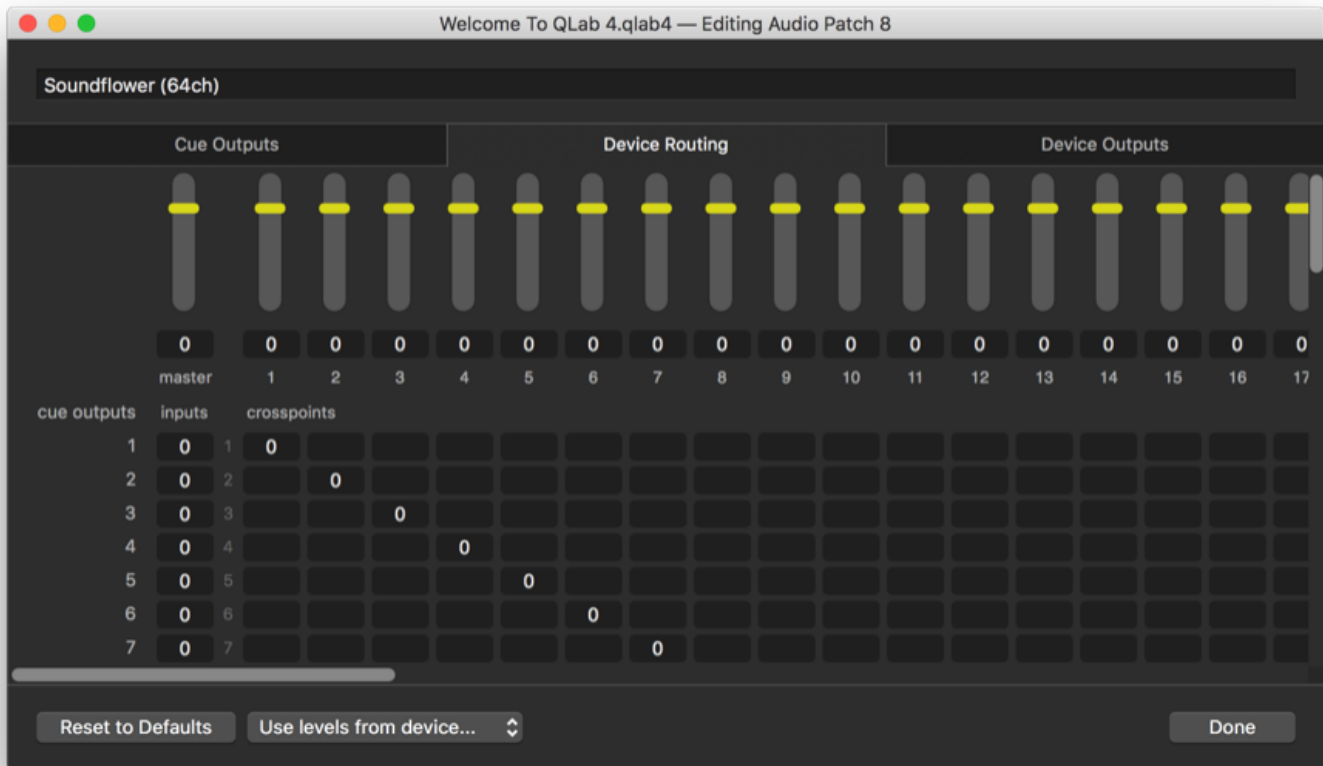 Welcome To QLab 4.qlab4 — Editing Audio Patch 8
Soundflower (64ch)
Cue Outputs Device Routing Device Outputs
0 0 0 0 0 0 0 0 0 0 0 0 0 0 0 0 0 0
master 1 2 3 4 5 6 7 8 9 10 11 12 13 14 15 16 17
cue outputs inputs crosspoints
1 0 1 0
2 0 2 0
3 0 3 0
4 0 4 0
5 0 5 0
6 0 6 0
7 0 7 0
Reset to Defaults Use levels from device... Done